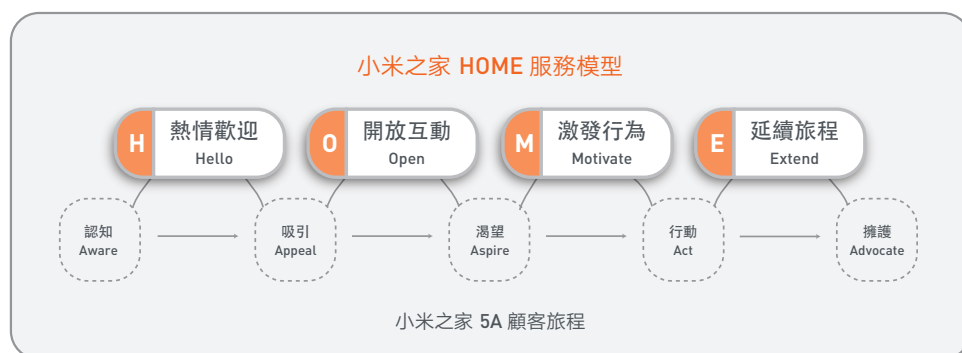 小米之家 HOME 服務模型
H 熱情歡迎
Hello
O 開放互動
Open
M 激發行為
Motivate
E 延續旅程
Extend
認知
Aware
吸引
Appeal
渴望
Aspire
行動
Act
擁護
Advocate
小米之家 5A 顧客旅程